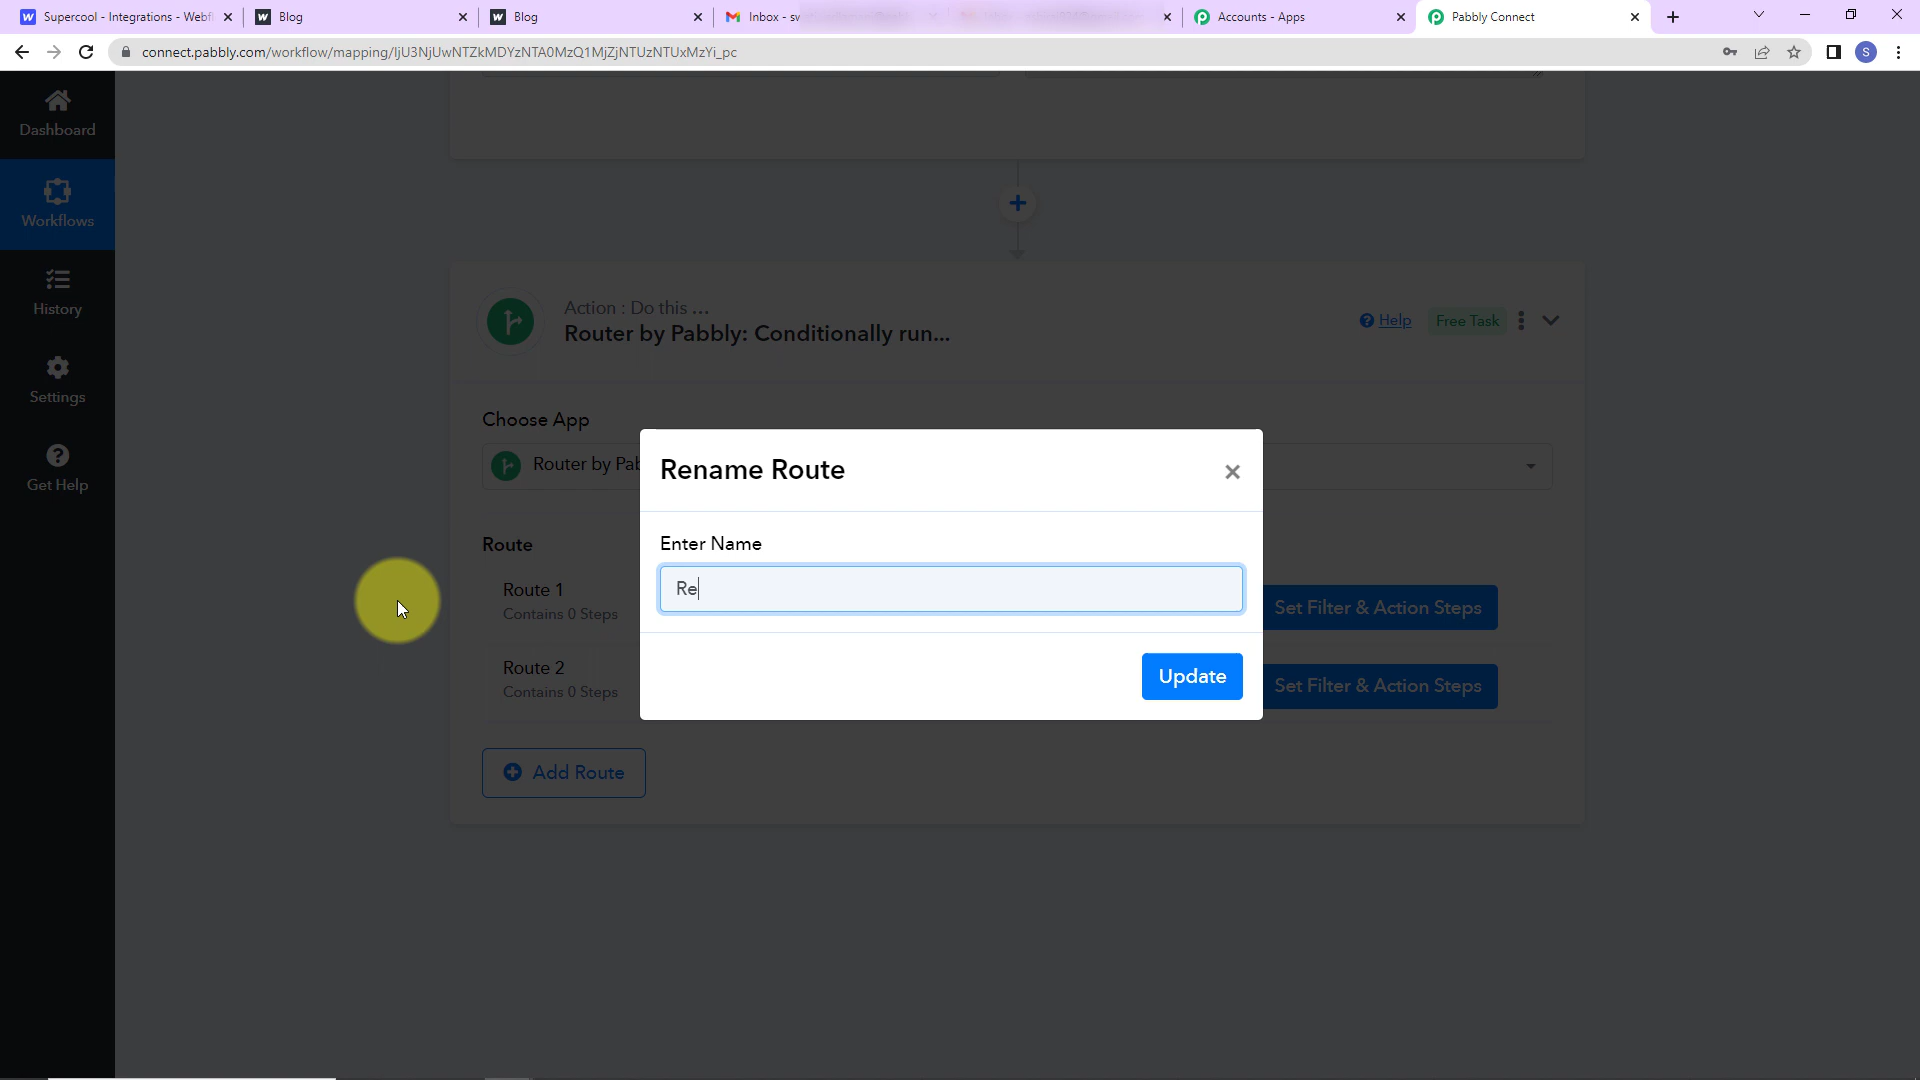 Supercool - Integrations - Webfl
Blog
Blog
Inbox - sv
Accounts - Apps
Pabbly Connect
connect.pabbly.com/workflow/mapping/IjU3NjUwNTZkMDYzNTA0MzQ1MjZjNTUzNTUxMzYi_pc
S
Dashboard
Workflows
History
Settings
Get Help
Action : Do this ...
Router by Pabbly: Conditionally run...
Help
Free Task
Choose App
Router by Pab
Route
Route 1
Contains 0 Steps
Set Filter & Action Steps
Route 2
Contains 0 Steps
Set Filter & Action Steps
Add Route
Rename Route
Enter Name
Re
Update